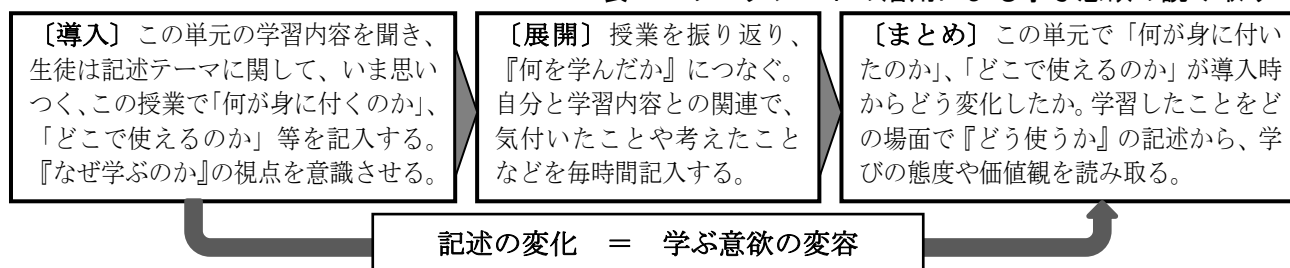 〔導入〕この単元の学習内容を聞き、
生徒は記述テーマに関して、いま思い
つく、この授業で「何が身に付くのか」、
「どこで使えるのか」等を記入する。
『なぜ学ぶのか』の視点を意識させる。
〔展開〕授業を振り返り、
『何を学んだか』につなぐ。
自分と学習内容との関連で、
気付いたことや考えたこと
などを毎時間記入する。
〔まとめ〕この単元で「何が身に付い
たのか」、「どこで使えるのか」が導入時
からどう変化したか。学習したことをど
の場面で『どう使うか』の記述から、学
びの態度や価値観を読み取る。
記述の変化 ＝ 学ぶ意欲の変容